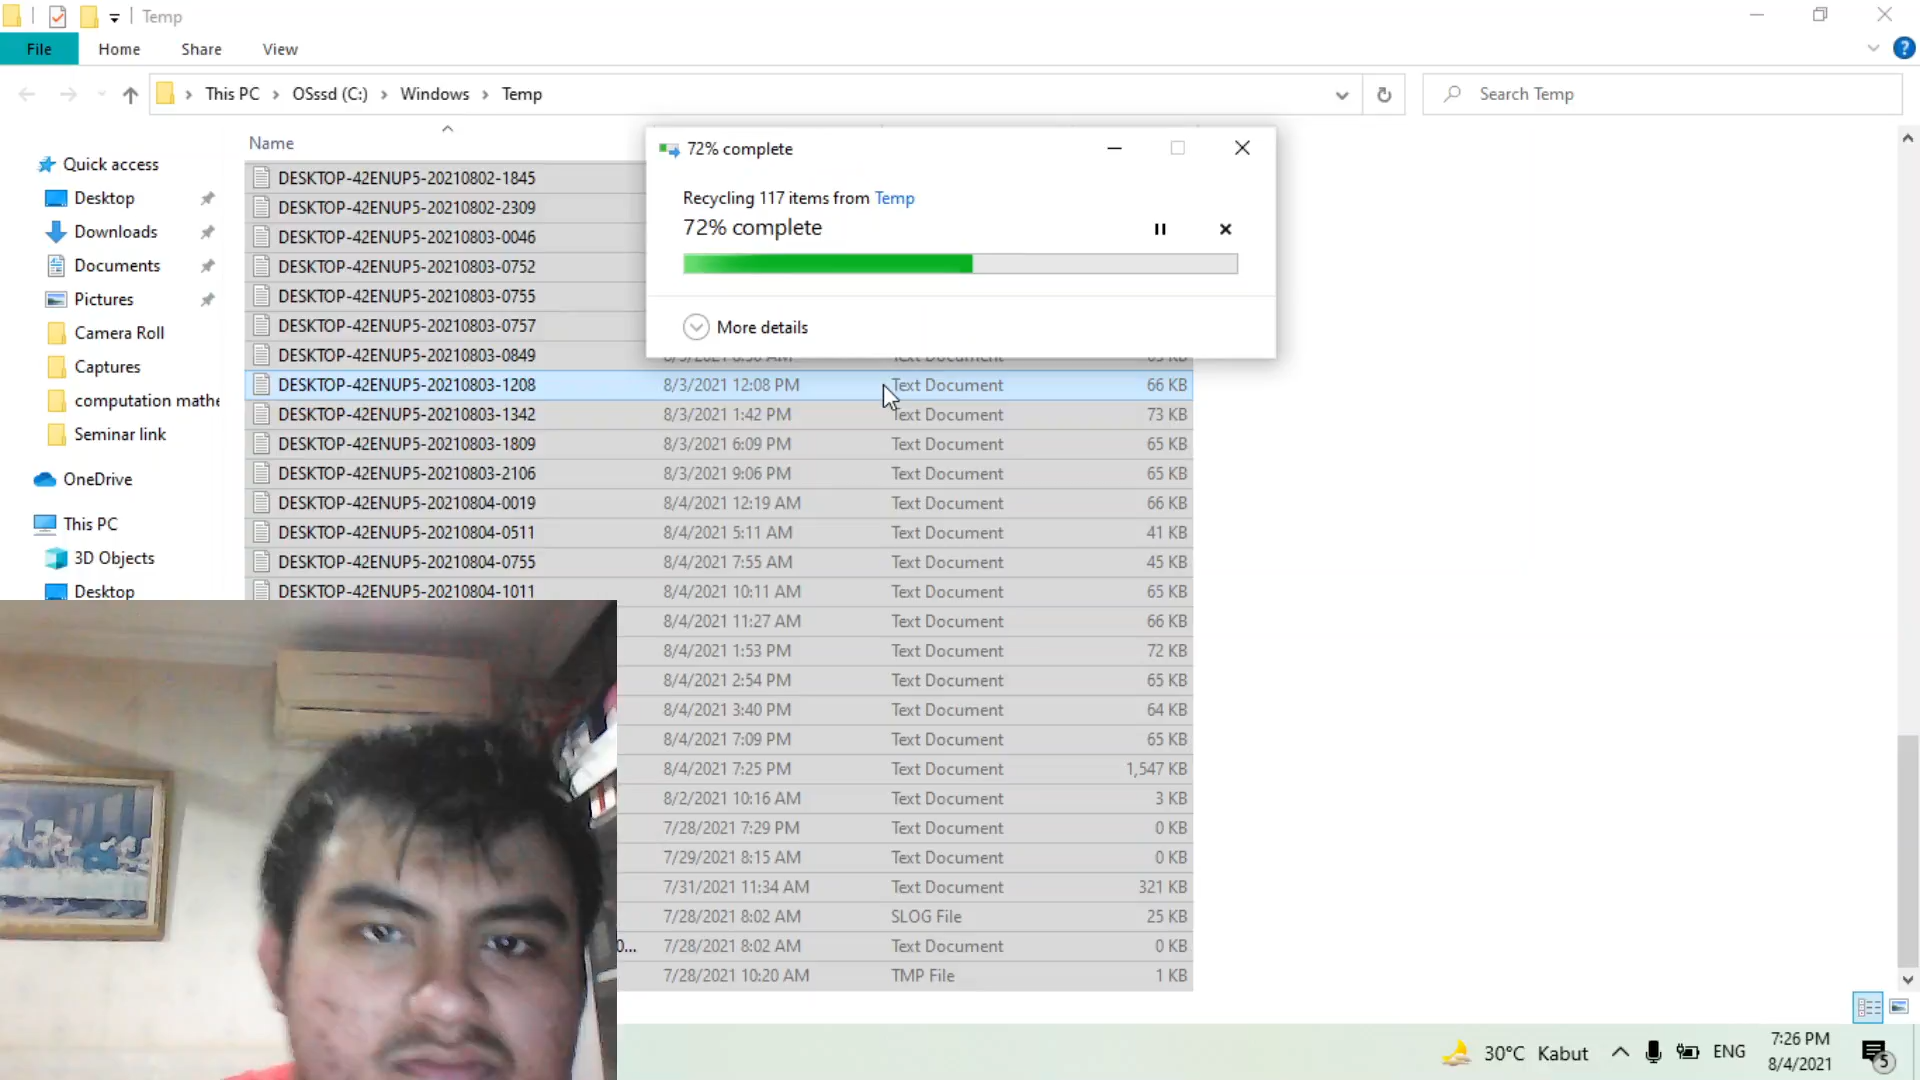 Temp
File Home Share View
This PC OSssd (C:) Windows Temp
Search Temp
Name
Quick access
Desktop
Downloads
Documents
Pictures
Camera Roll
Captures
computation mathe
Seminar link
OneDrive
This PC
3D Objects
Desktop
72% complete
Recycling 117 items from Temp
72% complete
More details
DESKTOP-42ENUP5-20210802-1845
DESKTOP-42ENUP5-20210802-2309
DESKTOP-42ENUP5-20210803-0046
DESKTOP-42ENUP5-20210803-0752
DESKTOP-42ENUP5-20210803-0755
DESKTOP-42ENUP5-20210803-0757
DESKTOP-42ENUP5-20210803-0849
DESKTOP-42ENUP5-20210803-1208 8/3/2021 12:08 PM Text Document 66 KB
DESKTOP-42ENUP5-20210803-1342 8/3/2021 1:42 PM Text Document 73 KB
DESKTOP-42ENUP5-20210803-1809 8/3/2021 6:09 PM Text Document 65 KB
DESKTOP-42ENUP5-20210803-2106 8/3/2021 9:06 PM Text Document 65 KB
DESKTOP-42ENUP5-20210804-0019 8/4/2021 12:19 AM Text Document 66 KB
DESKTOP-42ENUP5-20210804-0511 8/4/2021 5:11 AM Text Document 41 KB
DESKTOP-42ENUP5-20210804-0755 8/4/2021 7:55 AM Text Document 45 KB
DESKTOP-42ENUP5-20210804-1011 8/4/2021 10:11 AM Text Document 65 KB
8/4/2021 11:27 AM Text Document 66 KB
8/4/2021 1:53 PM Text Document 72 KB
8/4/2021 2:54 PM Text Document 65 KB
8/4/2021 3:40 PM Text Document 64 KB
8/4/2021 7:09 PM Text Document 65 KB
8/4/2021 7:25 PM Text Document 1,547 KB
8/2/2021 10:16 AM Text Document 3 KB
7/28/2021 7:29 PM Text Document 0 KB
7/29/2021 8:15 AM Text Document 0 KB
7/31/2021 11:34 AM Text Document 321 KB
7/28/2021 8:02 AM SLOG File 25 KB
0... 7/28/2021 8:02 AM Text Document 0 KB
7/28/2021 10:20 AM TMP File 1 KB
30°C Kabut ENG 7:26 PM
8/4/2021
5